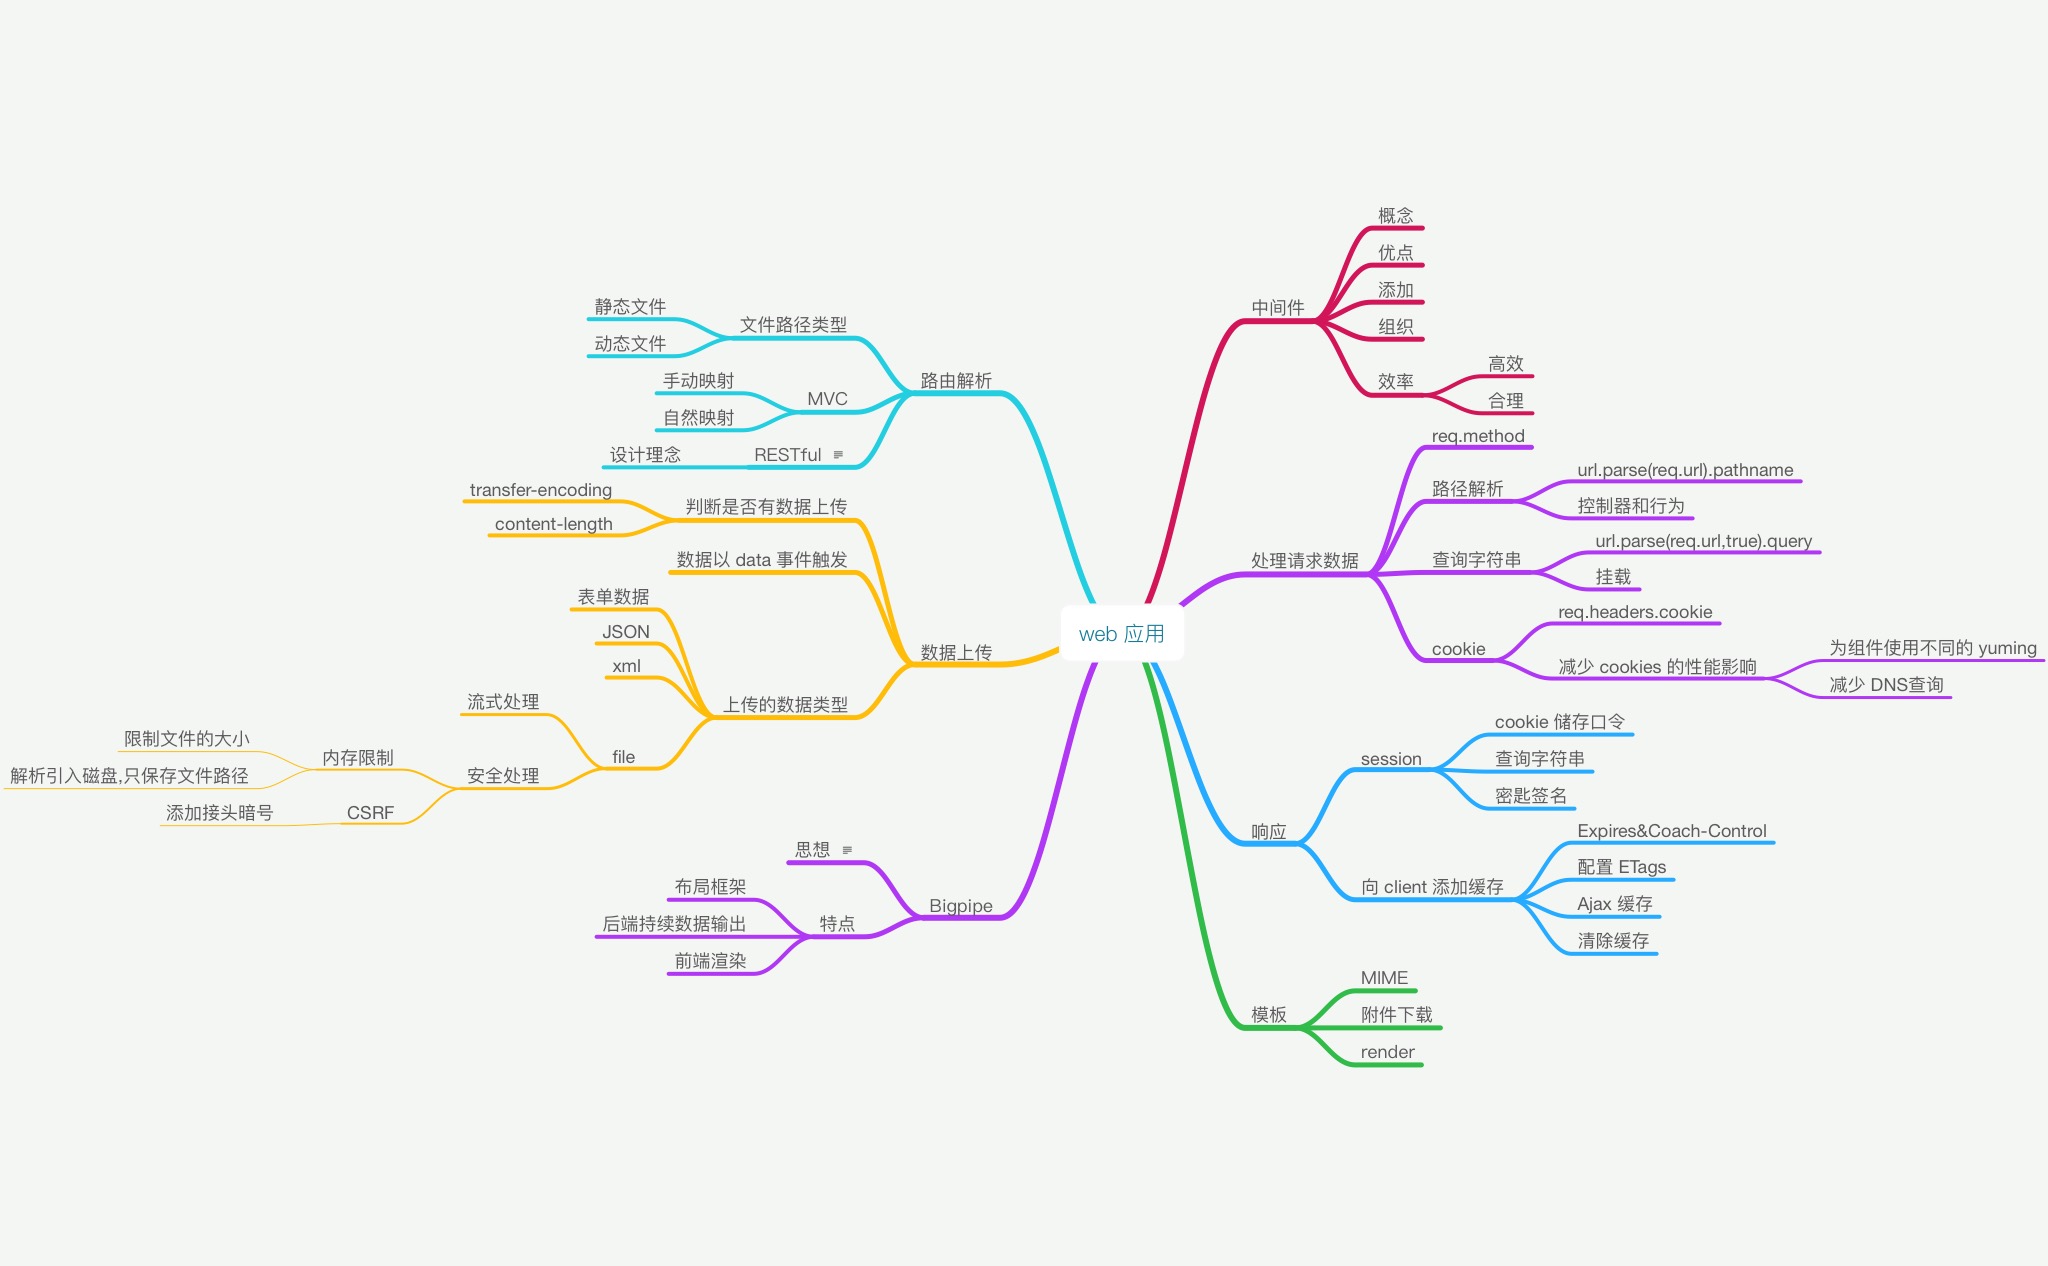 web 应用
中间件
概念
优点
添加
组织
效率
高效
合理
处理请求数据
req.method
路径解析
url.parse(req.url).pathname
控制器和行为
查询字符串
url.parse(req.url,true).query
挂载
cookie
req.headers.cookie
减少 cookies 的性能影响
为组件使用不同的 yuming
减少 DNS查询
响应
session
cookie 储存口令
查询字符串
密匙签名
向 client 添加缓存
Expires&Coach-Control
配置 ETags
Ajax 缓存
清除缓存
模板
MIME
附件下载
render
路由解析
文件路径类型
静态文件
动态文件
MVC
手动映射
自然映射
RESTful
设计理念
数据上传
判断是否有数据上传
transfer-encoding
content-length
数据以 data 事件触发
上传的数据类型
表单数据
JSON
xml
file
流式处理
安全处理
内存限制
限制文件的大小
解析引入磁盘,只保存文件路径
CSRF
添加接头暗号
Bigpipe
思想
特点
布局框架
后端持续数据输出
前端渲染